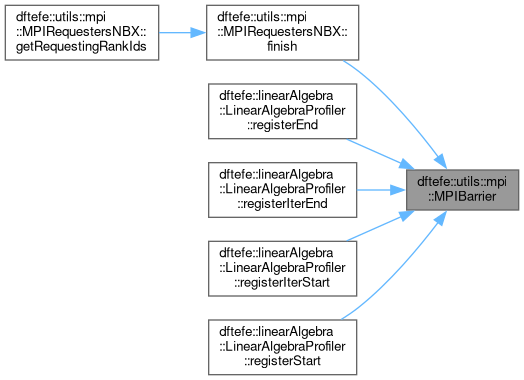 dftefe::utils::mpi
::MPIRequestersNBX::
getRequestingRankIds
dftefe::utils::mpi
::MPIRequestersNBX::
finish
dftefe::linearAlgebra
::LinearAlgebraProfiler
::registerEnd
dftefe::linearAlgebra
::LinearAlgebraProfiler
::registerIterEnd
dftefe::utils::mpi
::MPIBarrier
dftefe::linearAlgebra
::LinearAlgebraProfiler
::registerIterStart
dftefe::linearAlgebra
::LinearAlgebraProfiler
::registerStart